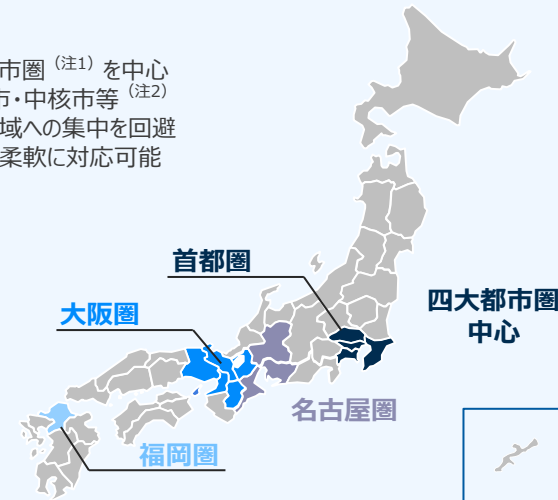 市圏（注1）を中心
市・中核市等（注2）
域への集中を回避
柔軟に対応可能
首都圏
四大都市圏
中心
大阪圏
名古屋圏
福岡圏